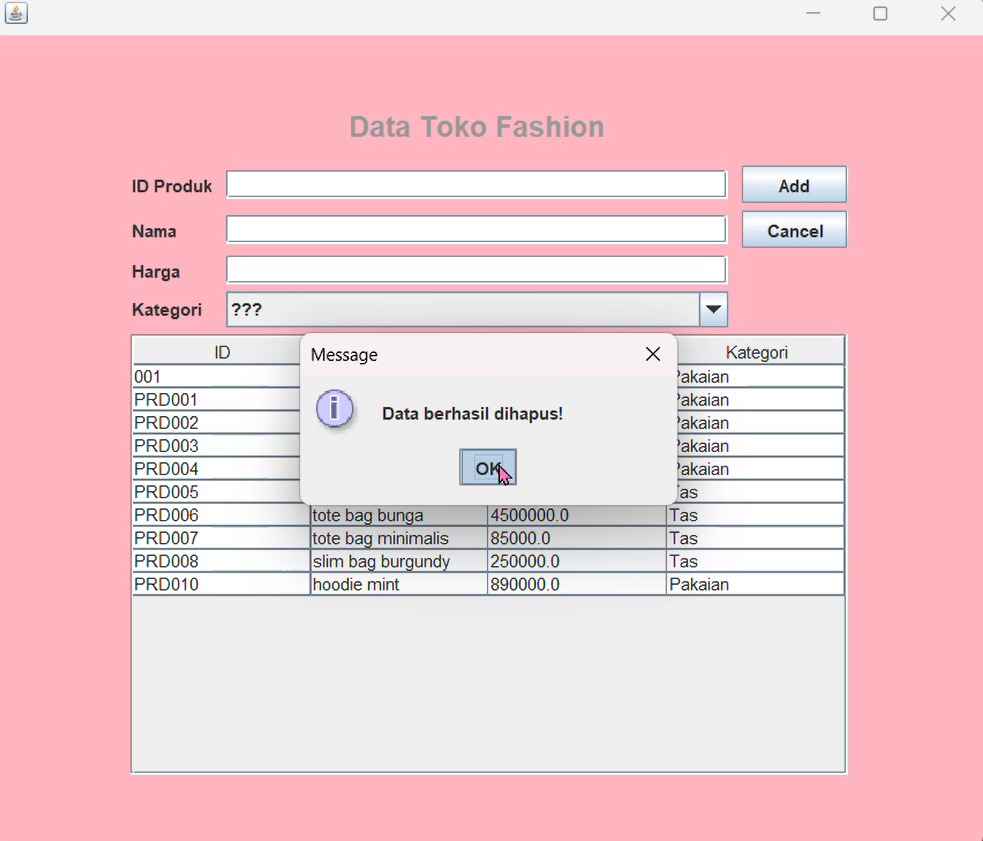 Data Toko Fashion
ID Produk Add
Nama Cancel
Harga
Kategori ???
ID Kategori
Message
Data berhasil dihapus!
OK
001 Pakaian
PRD001 Pakaian
PRD002 Pakaian
PRD003 Pakaian
PRD004 Pakaian
PRD005 Tas
PRD006 tote bag bunga 4500000.0 Tas
PRD007 tote bag minimalis 85000.0 Tas
PRD008 slim bag burgundy 250000.0 Tas
PRD010 hoodie mint 890000.0 Pakaian